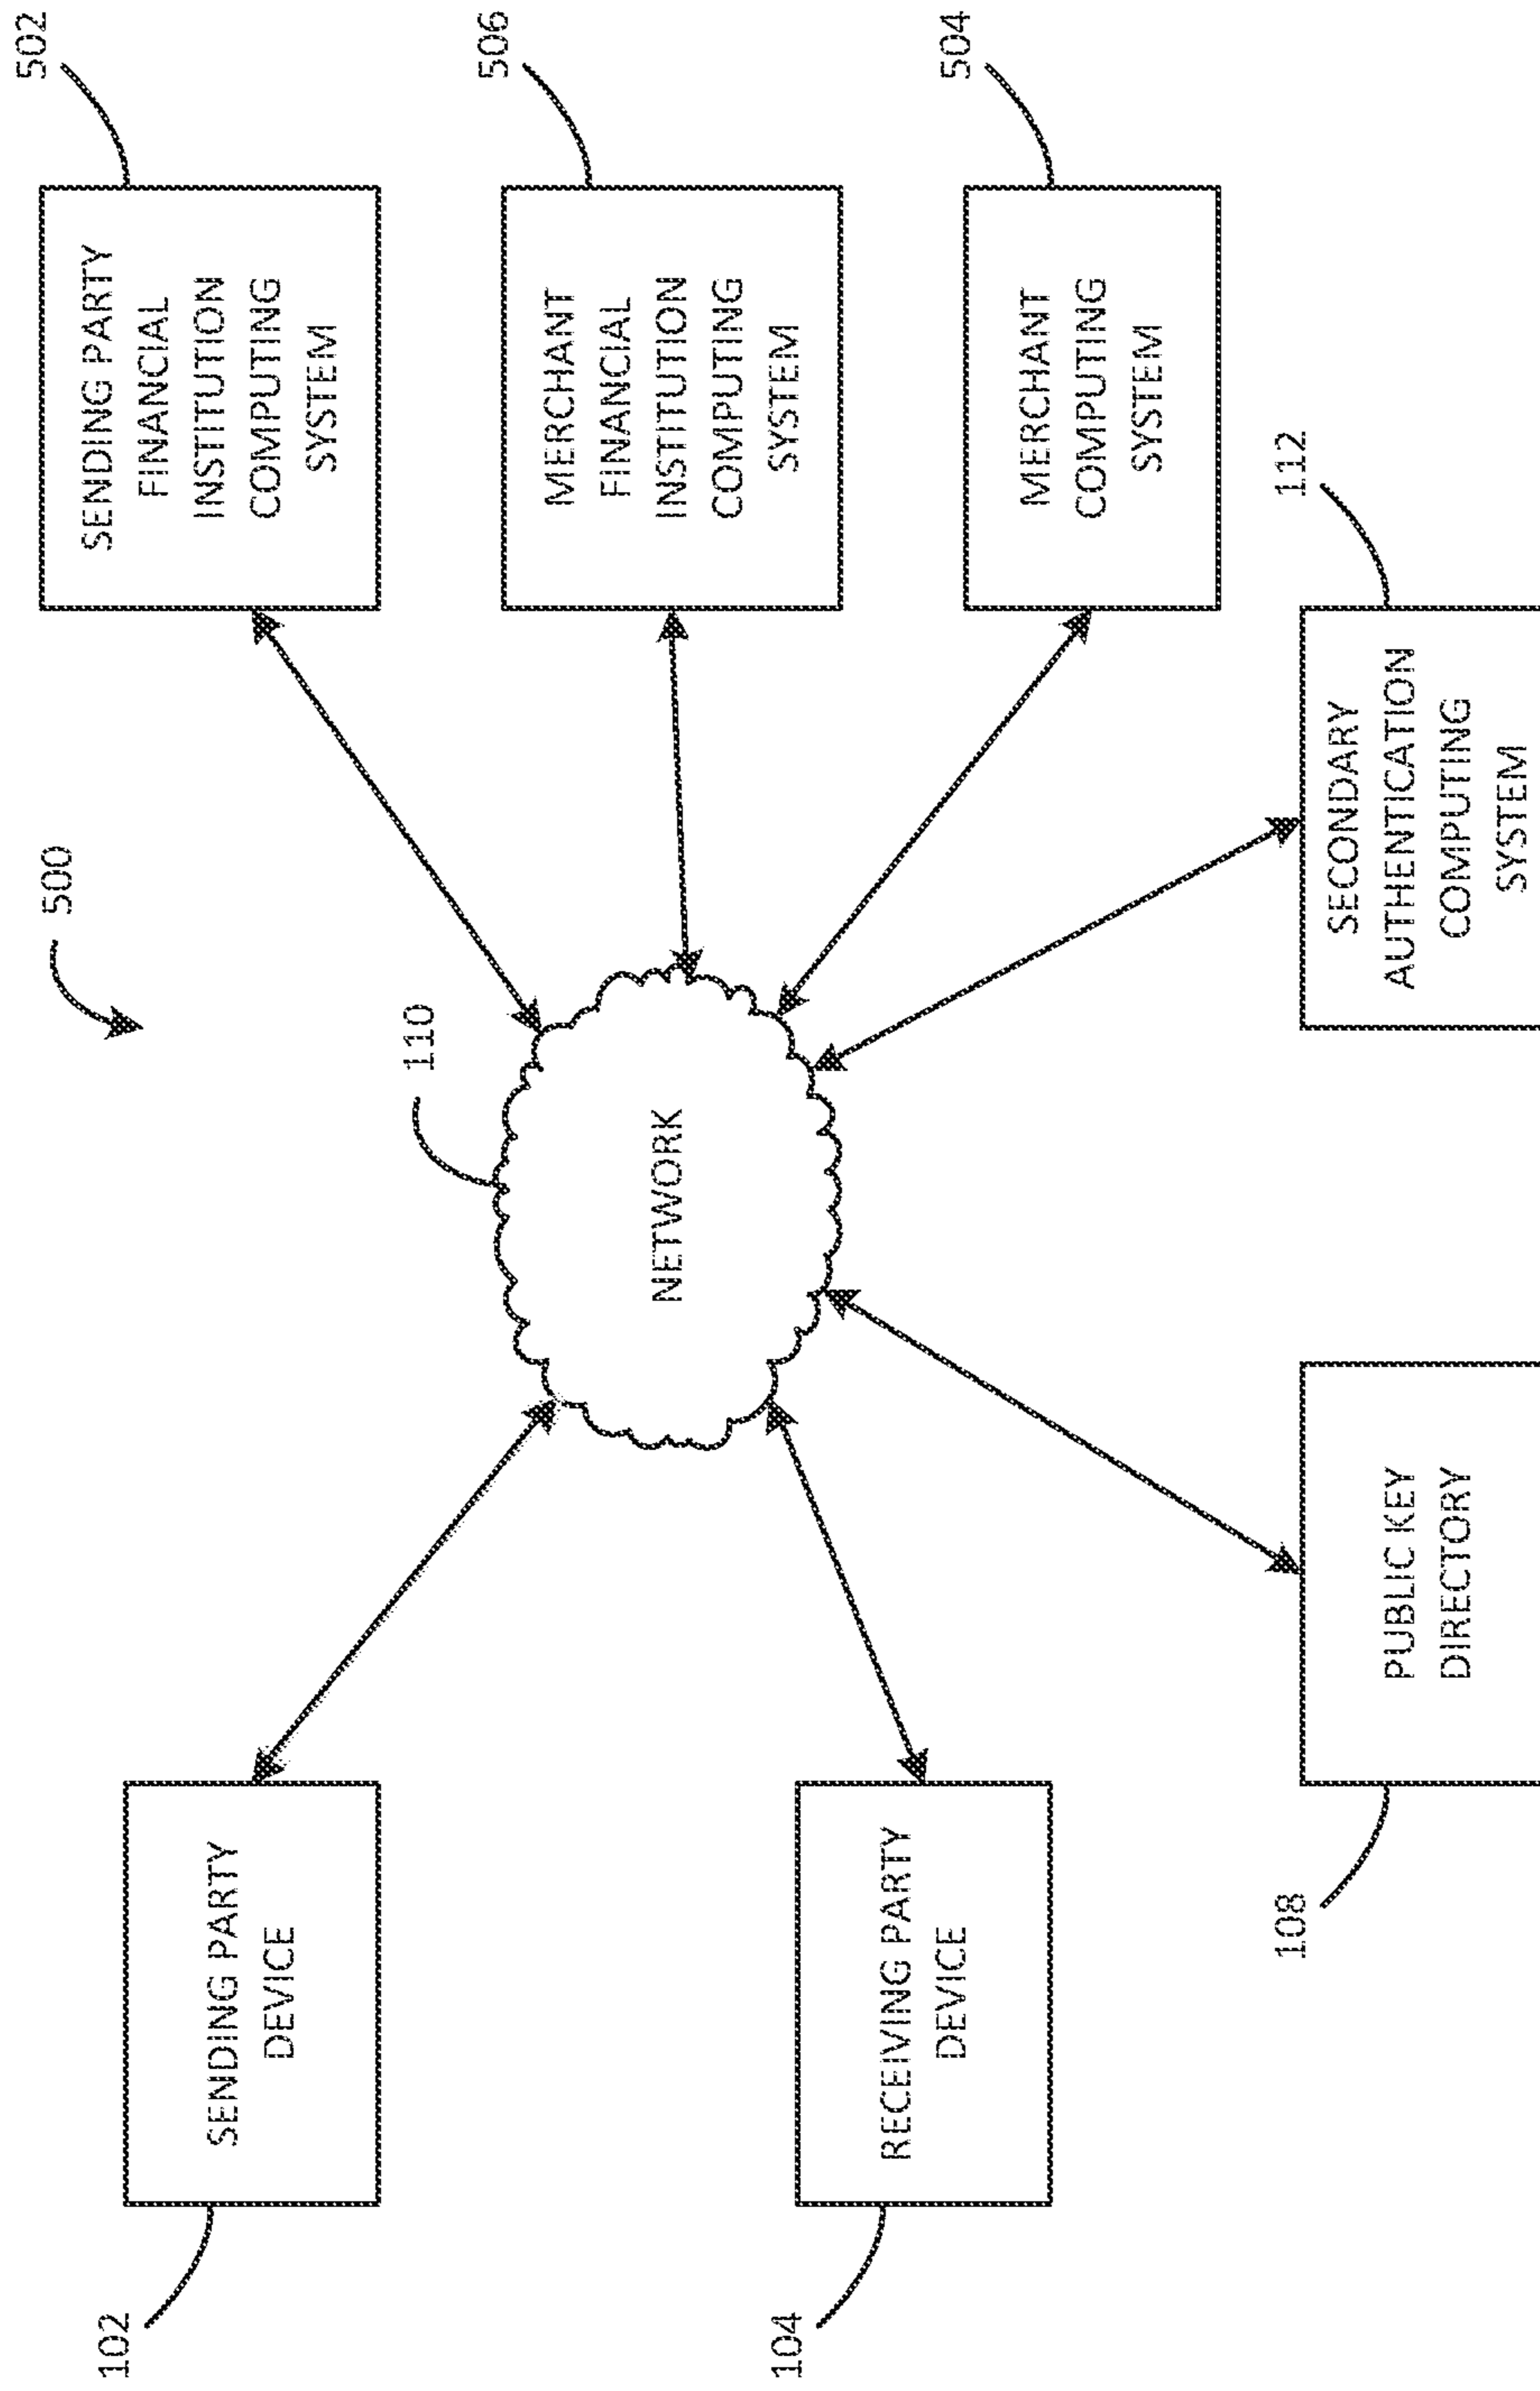 500
102
SENDING PARTY
DEVICE
104
RECEIVING PARTY
DEVICE
110
NETWORK
502
SENDING PARTY
FINANCIAL
INSTITUTION
COMPUTING
SYSTEM
506
MERCHANT
FINANCIAL
INSTITUTION
COMPUTING
SYSTEM
504
MERCHANT
COMPUTING
SYSTEM
108
PUBLIC KEY
DIRECTORY
112
SECONDARY
AUTHENTICATION
COMPUTING
SYSTEM